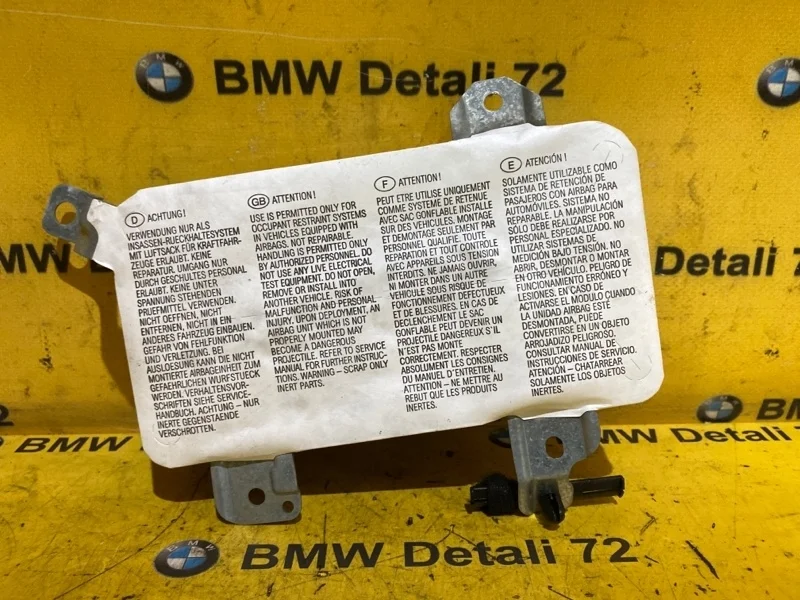 BMW Detali 72
D ACHTUNG!
VERWENDUNG NUR ALS
INSASSEN-RUECKHALTESYSTEM
MIT LUFTSACK FÜR KRAFTFAHR-
ZEUGE ERLAUBT. KEINE
REPARATUR. UMGANG NUR
DURCH GESCHULTES PERSONAL
ERLAUBT. KEINE UNTER
SPANNUNG STEHENDEN
PRUEFMITTEL VERWENDEN.
NICHT OEFFNEN, NICHT
ENTFERNEN, NICHT IN EIN
ANDERES FAHRZEUG EINBAUEN.
GEFAHR VON FEHLFUNKTION
UND VERLETZUNG. BEI
AUSLOESUNG KANN DIE NICHT
MONTIERTE AIRBAGEINHEIT ZUM
GEFAEHRLICHEN WURFSTUECK
WERDEN. VERHALTENSVOR-
SCHRIFTEN SIEHE SERVICE-
HANDBUCH. ACHTUNG – NUR
INERTE GEGENSTAENDE
VERSCHROTTEN.
GB ATTENTION!
USE IS PERMITTED ONLY FOR
OCCUPANT RESTRAINT SYSTEMS
IN VEHICLES EQUIPPED WITH
AIRBAGS. NOT REPAIRABLE.
HANDLING IS PERMITTED ONLY
BY AUTHORIZED PERSONNEL. DO
NOT USE ANY LIVE ELECTRICAL
TEST EQUIPMENT. DO NOT OPEN,
REMOVE OR INSTALL INTO
ANOTHER VEHICLE. RISK OF
MALFUNCTION AND PERSONAL
INJURY. UPON DEPLOYMENT, AN
AIRBAG UNIT WHICH IS NOT
PROPERLY MOUNTED MAY
BECOME A DANGEROUS
PROJECTILE. REFER TO SERVICE
MANUAL FOR FURTHER INSTRUC-
TIONS. WARNING – SCRAP ONLY
INERT PARTS.
F ATTENTION!
PEUT ETRE UTILISE UNIQUEMENT
COMME SYSTEME DE RETENUE
AVEC SAC GONFLABLE INSTALLE
SUR DES VEHICULES. MONTAGE
ET DEMONTAGE SEULEMENT PAR
PERSONNEL QUALIFIE. TOUTE
REPARATION ET TOUT CONTROLE
AVEC APPAREILS SOUS TENSION
INTERDITS. NE JAMAIS OUVRIR,
NI MONTER DANS UN AUTRE
VEHICULE SOUS RISQUE DE
FONCTIONNEMENT DEFECTUEUX
ET DE BLESSURES. EN CAS DE
DECLENCHEMENT LE SAC
GONFLABLE PEUT DEVENIR UN
PROJECTILE DANGEREUX S'IL
N'EST PAS MONTE
CORRECTEMENT. RESPECTER
ABSOLUMENT LES CONSIGNES
DU MANUEL D'ENTRETIEN.
ATTENTION – NE METTRE AU
REBUT QUE LES PRODUITS
INERTES.
E ATENCIÓN!
SOLAMENTE UTILIZABLE COMO
SISTEMA DE RETENCIÓN DE
PASAJEROS CON AIRBAG PARA
AUTOMÓVILES. SISTEMA NO
REPARABLE. LA MANIPULACIÓN
SÓLO DEBE REALIZARSE POR
PERSONAL ESPECIALIZADO. NO
UTILIZAR SISTEMAS DE
MEDICIÓN BAJO TENSIÓN. NO
ABRIR, DESMONTAR O MONTAR
EN OTRO VEHÍCULO. PELIGRO DE
FUNCIONAMIENTO ERRÓNEO Y
LESIONES. EN CASO DE
ACTIVARSE EL MODULO CUANDO
LA UNIDAD AIRBAG ESTÉ
DESMONTADA, PUEDE
CONVERTIRSE EN UN OBJETO
ARROJADIZO PELIGROSO.
CONSULTAR MANUAL DE
INSTRUCCIONES DE SERVICIO.
ATENCIÓN – CHATARREAR
SOLAMENTE LOS OBJETOS
INERTES.
Detali 72
BMW Detali 72
BMW Detali 72